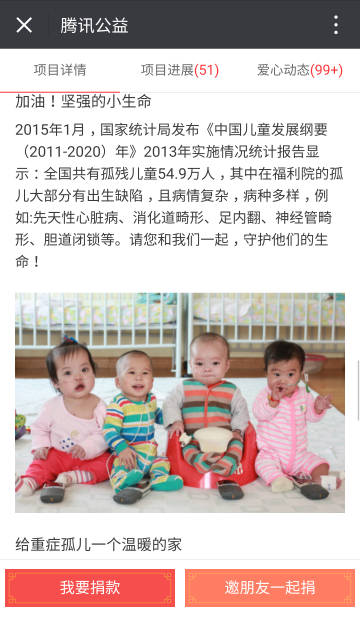 腾讯公益
项目详情 项目进展(51) 爱心动态(99+)
加油！坚强的小生命
2015年1月，国家统计局发布《中国儿童发展纲要
（2011-2020）年》2013年实施情况统计报告显
示：全国共有孤残儿童54.9万人，其中在福利院的孤
儿大部分有出生缺陷，且病情复杂，病种多样，例
如:先天性心脏病、消化道畸形、足内翻、神经管畸
形、胆道闭锁等。请您和我们一起，守护他们的生
命！
给重症孤儿一个温暖的家
我要捐款 邀朋友一起捐